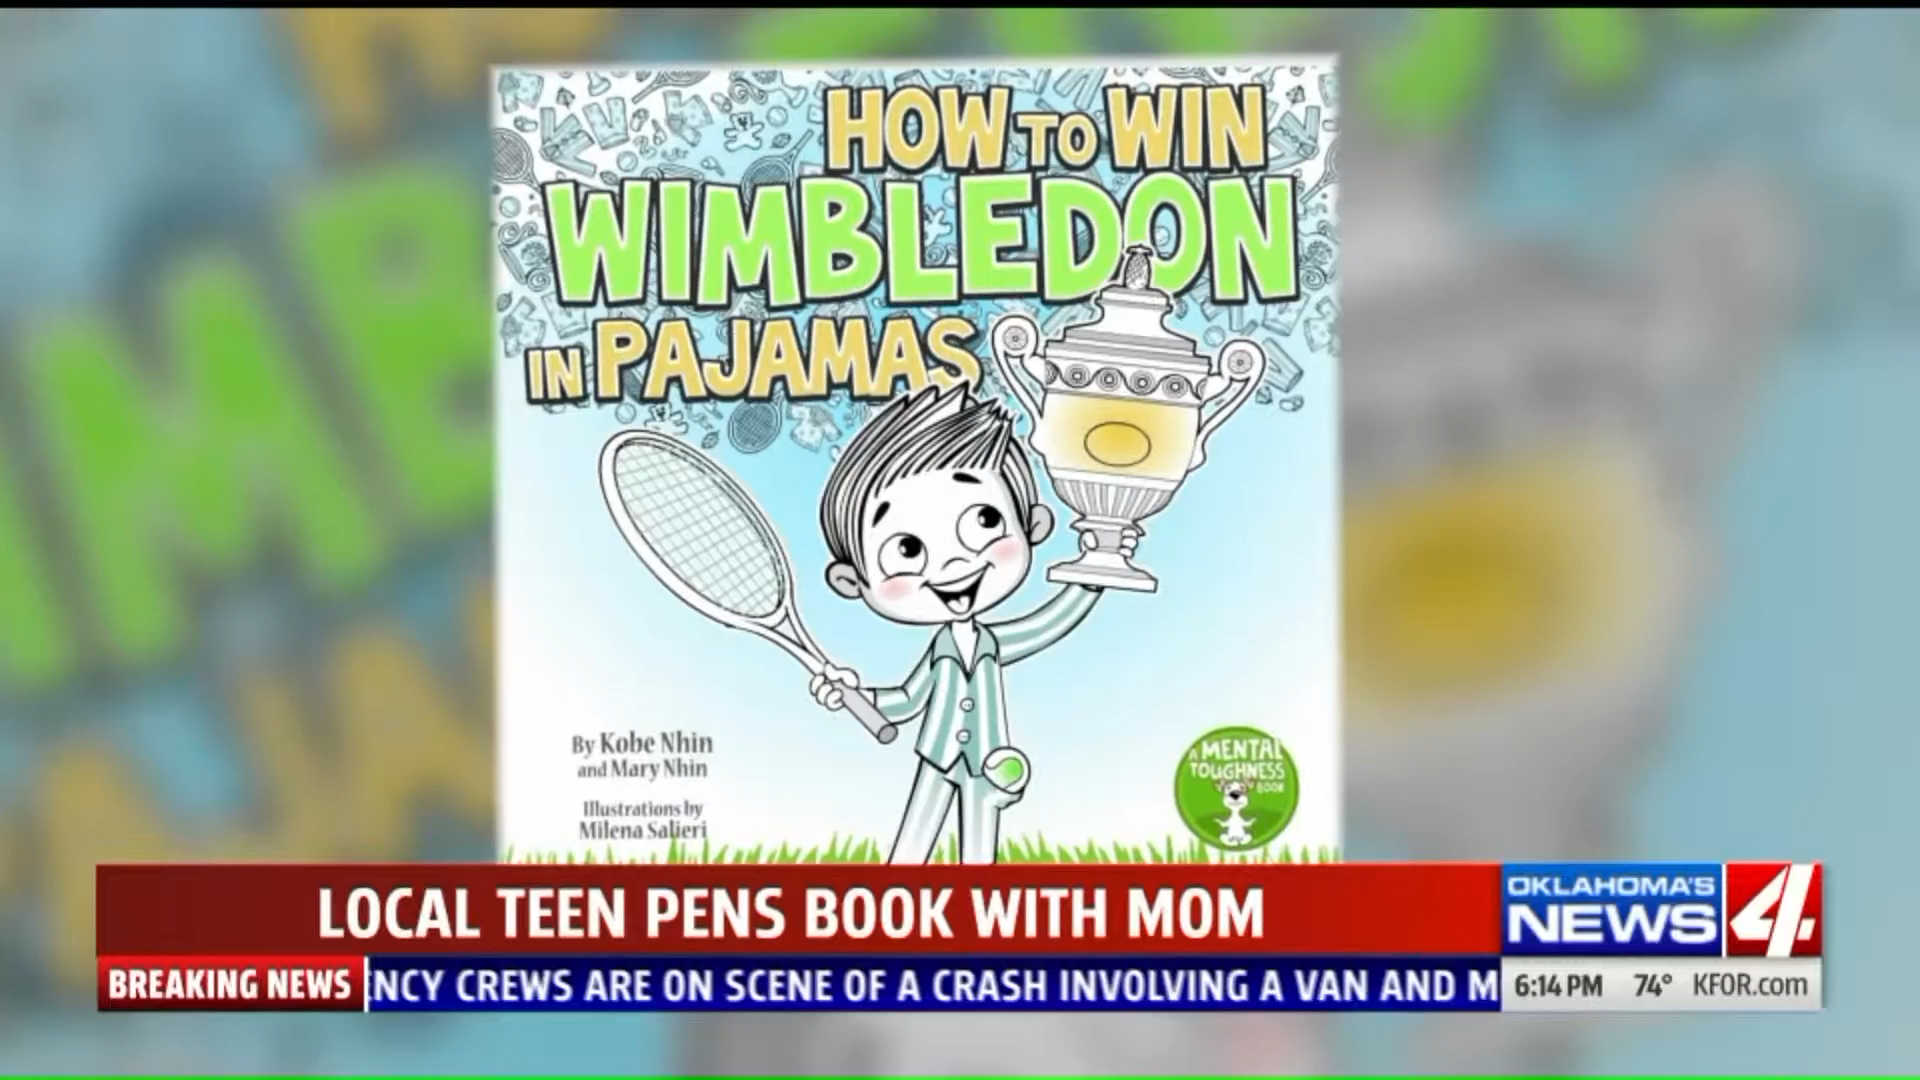 HOW TO WIN
WIMBLEDON
IN PAJAMAS
By Kobe Nhin
and Mary Nhin
Illustrations by
Milena Salieri
A MENTAL
TOUGHNESS
BOOK
LOCAL TEEN PENS BOOK WITH MOM
OKLAHOMA'S
NEWS 4
BREAKING NEWS
NCY CREWS ARE ON SCENE OF A CRASH INVOLVING A VAN AND M
6:14 PM 74° KFOR.com